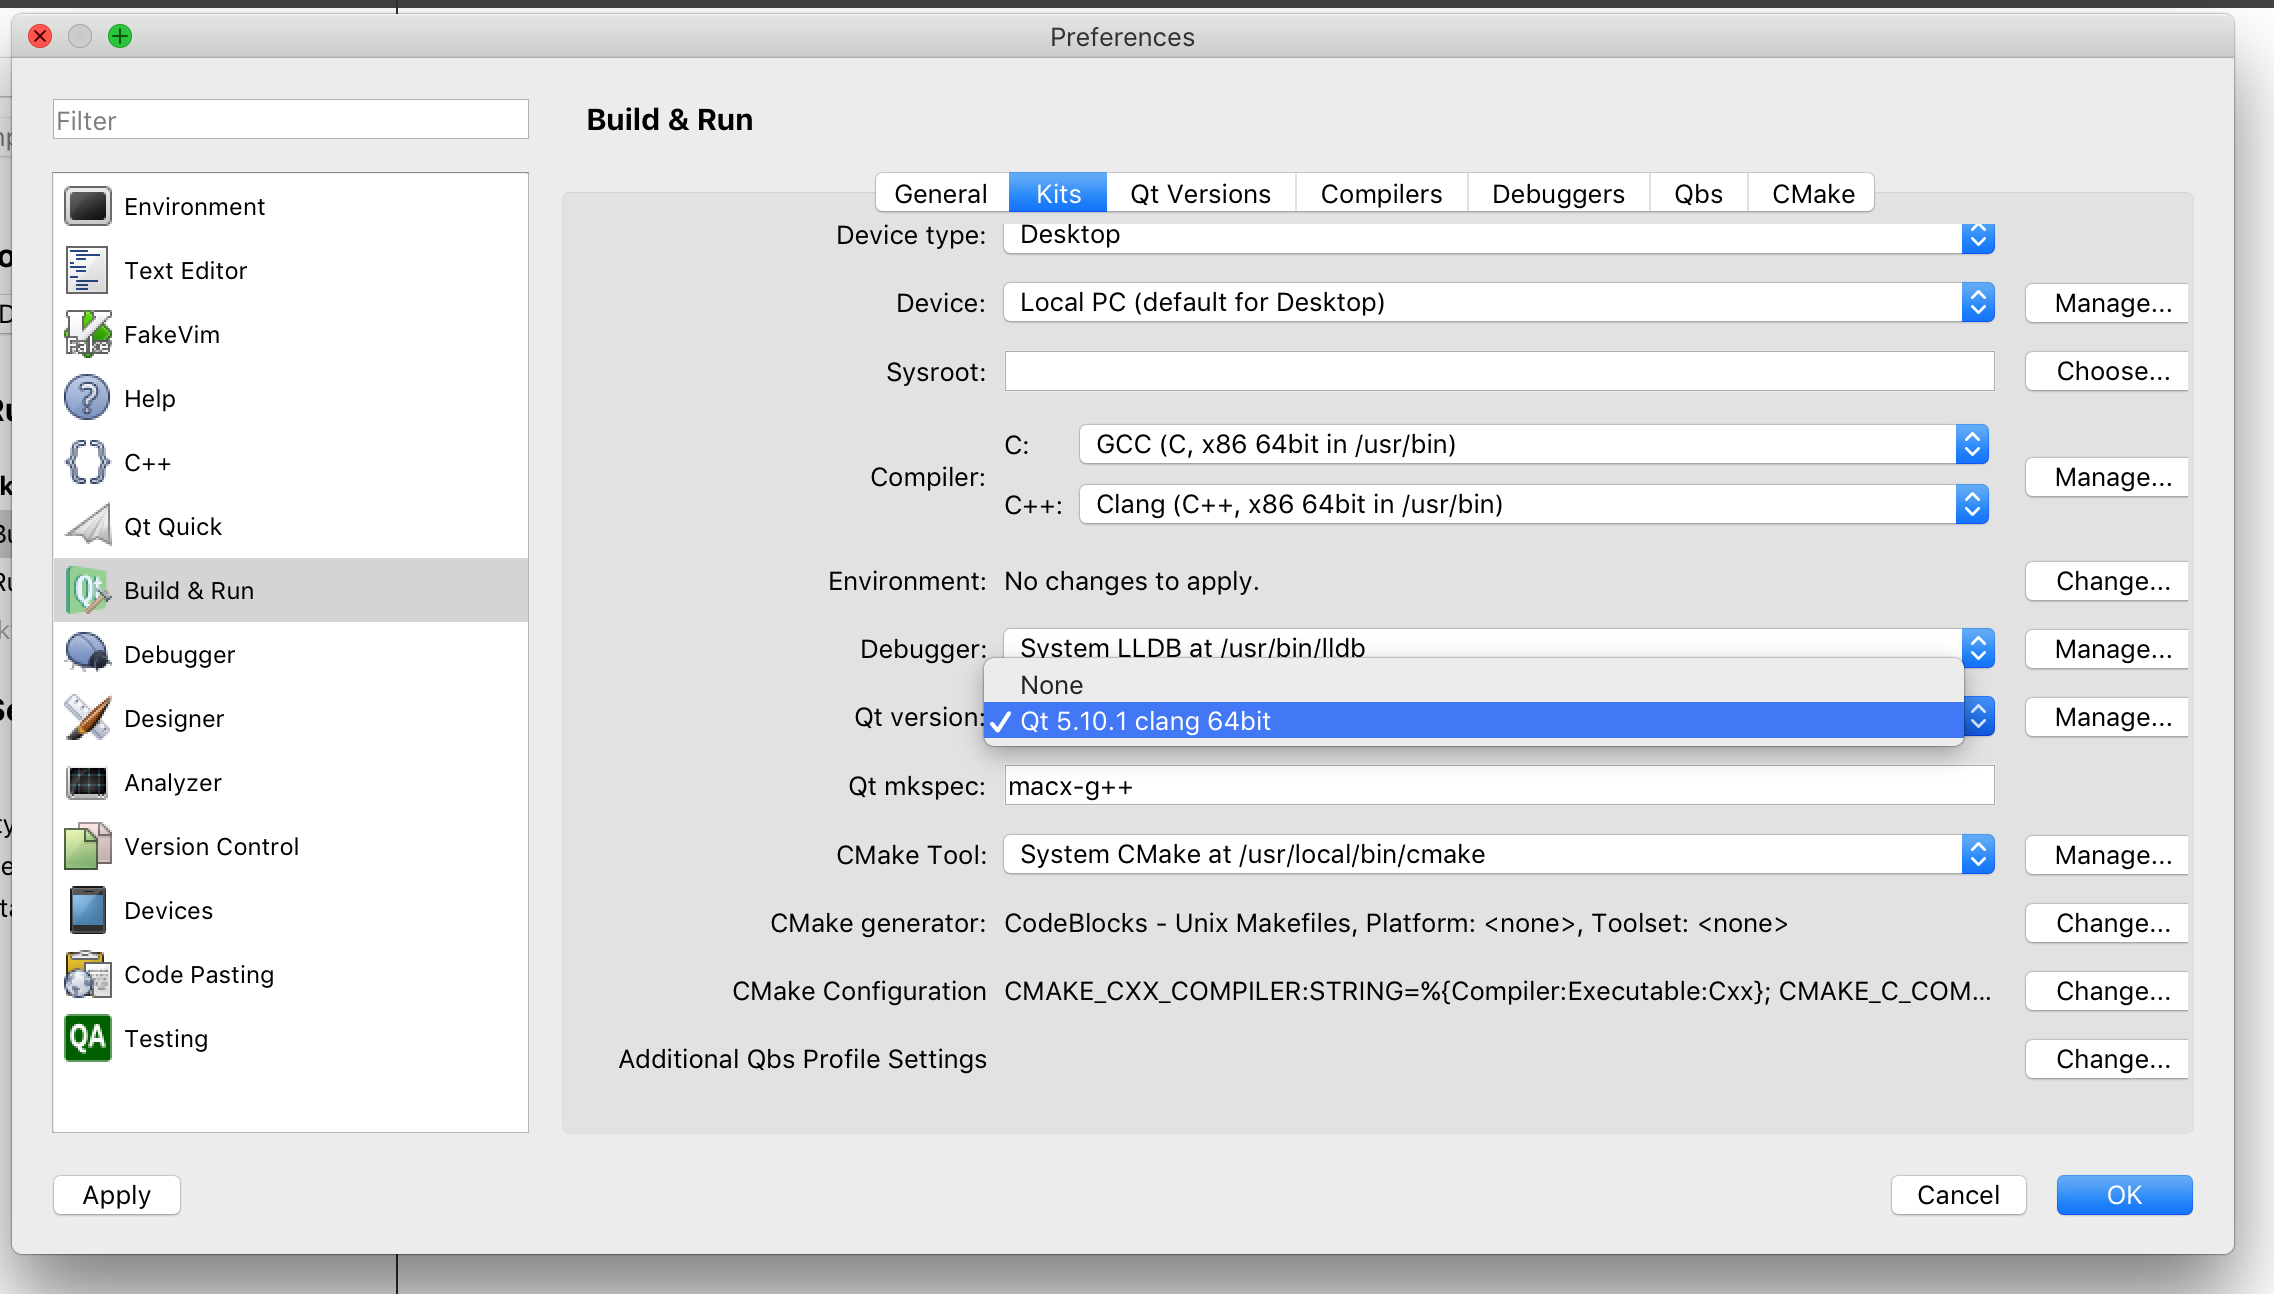 Preferences
Filter
Environment
Text Editor
FakeVim
Help
C++
Qt Quick
Build & Run
Debugger
Designer
Analyzer
Version Control
Devices
Code Pasting
QA Testing
Apply
Build & Run
General Kits Qt Versions Compilers Debuggers Qbs CMake
Device type: Desktop
Device: Local PC (default for Desktop) Manage...
Sysroot: Choose...
Compiler: Manage...
C: GCC (C, x86 64bit in /usr/bin)
C++: Clang (C++, x86 64bit in /usr/bin)
Environment: No changes to apply. Change...
Debugger: System LLDB at /usr/bin/lldb Manage...
None
Qt version: ✓ Qt 5.10.1 clang 64bit Manage...
Qt mkspec: macx-g++
CMake Tool: System CMake at /usr/local/bin/cmake Manage...
CMake generator: CodeBlocks - Unix Makefiles, Platform: <none>, Toolset: <none> Change...
CMake Configuration CMAKE_CXX_COMPILER:STRING=%{Compiler:Executable:Cxx}; CMAKE_C_COM... Change...
Additional Qbs Profile Settings Change...
Cancel OK